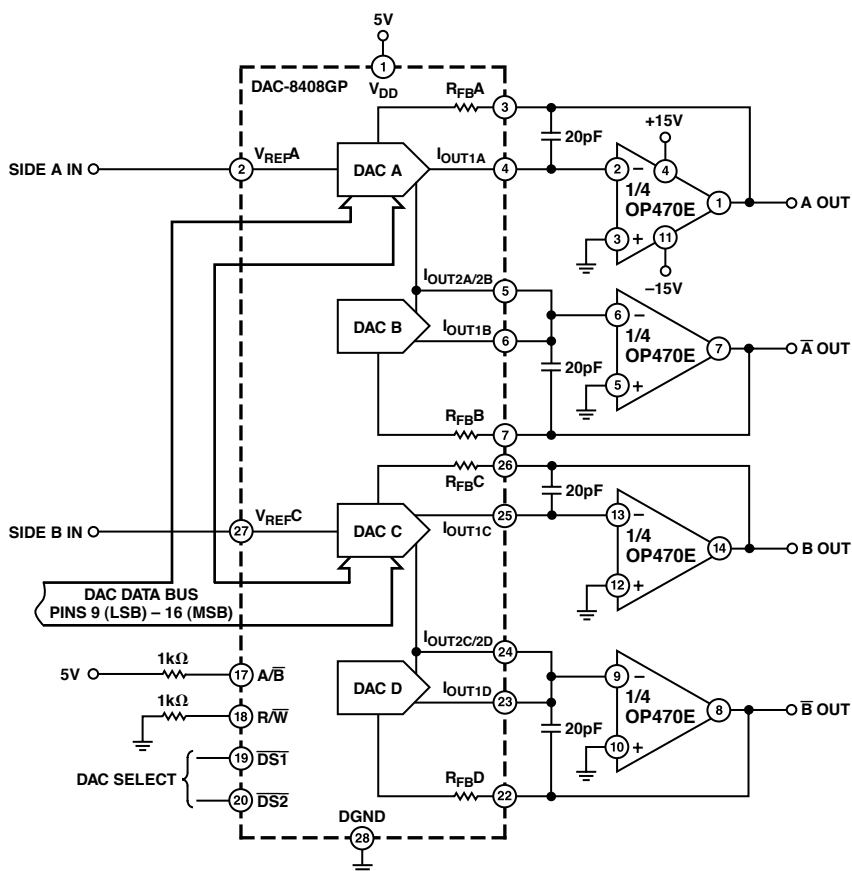 5V
1
DAC-8408GP
VDD
RFBA
3
+15V
20pF
4
SIDE A IN
2
VREFA
DAC A
IOUT1A
4
2
−
1/4
OP470E
1
A OUT
3
+
11
−15V
IOUT2A/2B
5
DAC B
IOUT1B
6
6
−
1/4
OP470E
7
A̅ OUT
20pF
5
+
RFBB
7
26
RFBC
20pF
SIDE B IN
27
VREFC
DAC C
25
IOUT1C
13
−
1/4
OP470E
14
B OUT
12
+
DAC DATA BUS
PINS 9 (LSB) – 16 (MSB)
IOUT2C/2D
24
5V
1kΩ
17
A/B̅
DAC D
IOUT1D
23
9
−
1/4
OP470E
8
B̅ OUT
1kΩ
18
R/W̅
20pF
10
+
DAC SELECT
19
D̅S̅1̅
20
D̅S̅2̅
RFBD
22
DGND
28